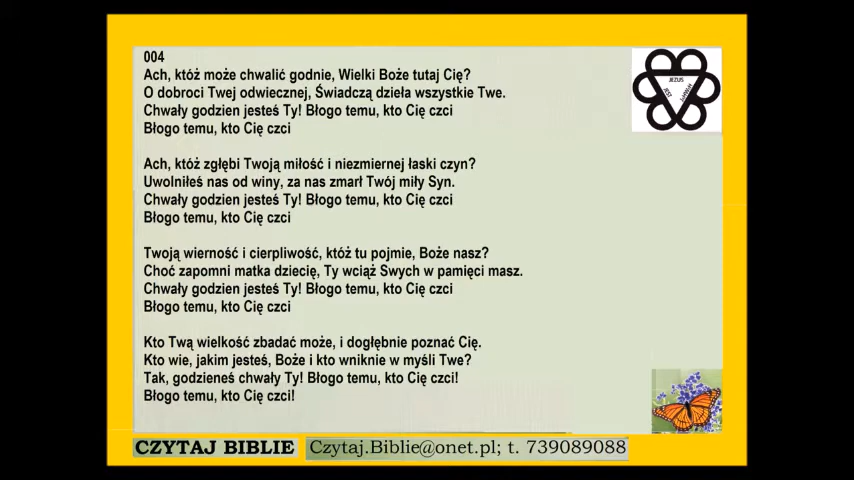 004
Ach, któż może chwalić godnie, Wielki Boże tutaj Cię?
O dobroci Twej odwiecznej, Świadczą dzieła wszystkie Twe.
Chwały godzien jesteś Ty! Błogo temu, kto Cię czci
Błogo temu, kto Cię czci
Ach, któż zgłębi Twoją miłość i niezmiernej łaski czyn?
Uwolniłeś nas od winy, za nas zmarł Twój miły Syn.
Chwały godzien jesteś Ty! Błogo temu, kto Cię czci
Błogo temu, kto Cię czci
Twoją wierność i cierpliwość, któż tu pojmie, Boże nasz?
Choć zapomni matka dziecię, Ty wciąż Swych w pamięci masz.
Chwały godzien jesteś Ty! Błogo temu, kto Cię czci
Błogo temu, kto Cię czci
Kto Twą wielkość zbadać może, i dogłębnie poznać Cię.
Kto wie, jakim jesteś, Boże i kto wniknie w myśli Twe?
Tak, godzieneś chwały Ty! Błogo temu, kto Cię czci!
Błogo temu, kto Cię czci!
JEZUS
JEST
CZYTAJ BIBLIE
Czytaj.Biblie@onet.pl; t. 739089088